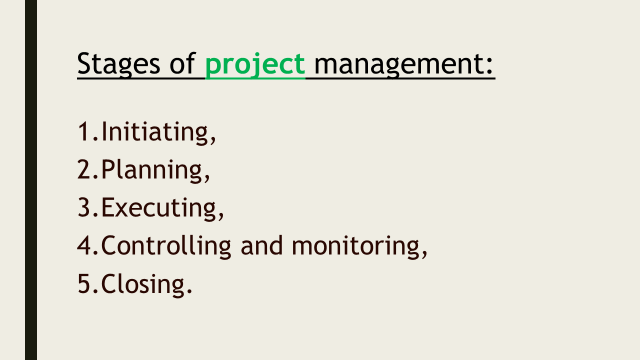 Stages of project management:
1.Initiating,
2.Planning,
3.Executing,
4.Controlling and monitoring,
5.Closing.